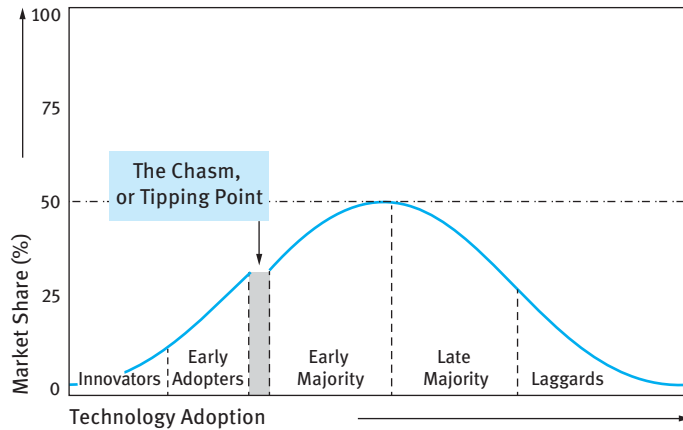 100
75
The Chasm,
or Tipping Point
50
25
0
Market Share (%)
Innovators
Early
Adopters
Early
Majority
Late
Majority
Laggards
Technology Adoption